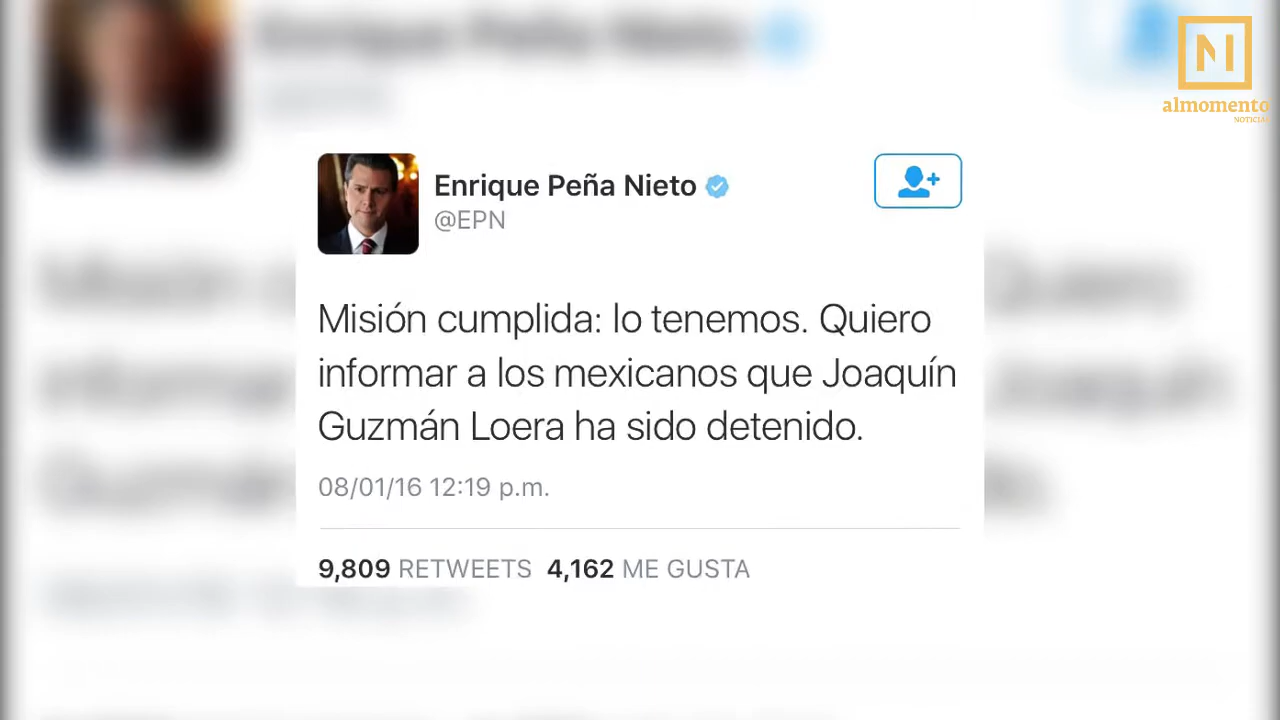 almomento
NOTICIAS
Enrique Peña Nieto
@EPN
Misión cumplida: lo tenemos. Quiero
informar a los mexicanos que Joaquín
Guzmán Loera ha sido detenido.
08/01/16 12:19 p.m.
9,809 RETWEETS 4,162 ME GUSTA